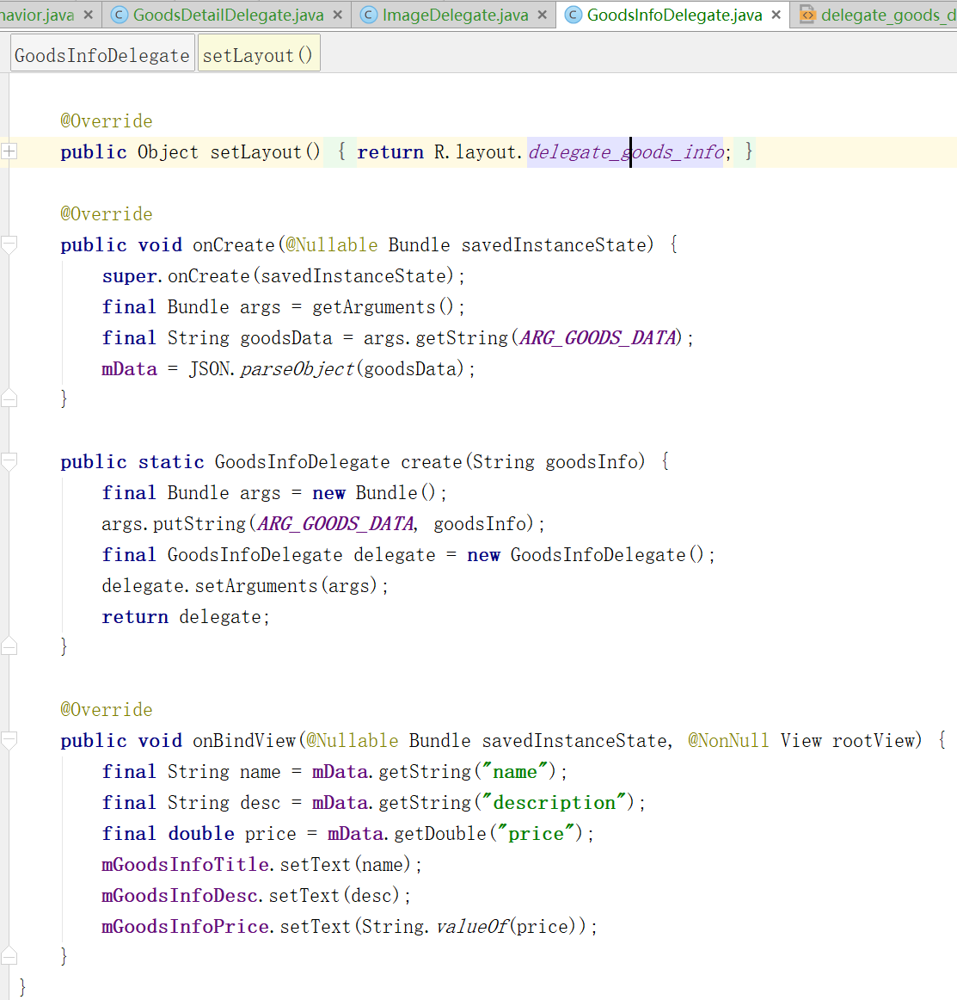 havior.java × GoodsDetailDelegate.java × ImageDelegate.java × GoodsInfoDelegate.java × delegate_goods_d
GoodsInfoDelegate setLayout()
@Override
public Object setLayout() { return R.layout.delegate_goods_info; }
@Override
public void onCreate(@Nullable Bundle savedInstanceState) {
super.onCreate(savedInstanceState);
final Bundle args = getArguments();
final String goodsData = args.getString(ARG_GOODS_DATA);
mData = JSON.parseObject(goodsData);
}
public static GoodsInfoDelegate create(String goodsInfo) {
final Bundle args = new Bundle();
args.putString(ARG_GOODS_DATA, goodsInfo);
final GoodsInfoDelegate delegate = new GoodsInfoDelegate();
delegate.setArguments(args);
return delegate;
}
@Override
public void onBindView(@Nullable Bundle savedInstanceState, @NonNull View rootView) {
final String name = mData.getString("name");
final String desc = mData.getString("description");
final double price = mData.getDouble("price");
mGoodsInfoTitle.setText(name);
mGoodsInfoDesc.setText(desc);
mGoodsInfoPrice.setText(String.valueOf(price));
}
}